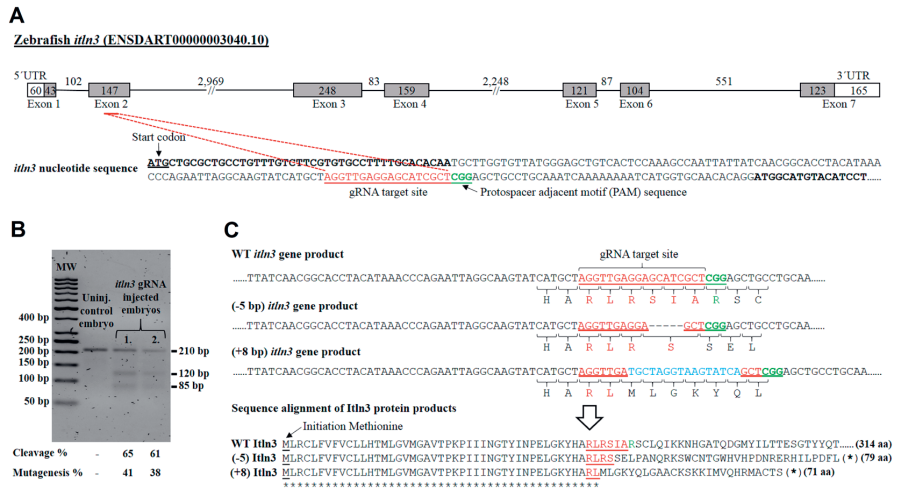 A
Zebrafish itln3 (ENSDART00000003040.10)
5´UTR 102 2,969 83 2,248 87 551 3´UTR
60 43 147 // 248 159 // 121 104 123 165
Exon 1 Exon 2 Exon 3 Exon 4 Exon 5 Exon 6 Exon 7
Start codon
itln3 nucleotide sequence ATGCTGCGCTGCCTGTTTGTGTTCGTGTGCCTTTTGCACACAATGCTTGGTGTTATGGGAGCTGTCACTCCAAAGCCAATTATCAACGGCACCTACATAAA
CCCAGAATTAGGCAAGTATCATGCTAGGTTGAGGAGCATCGCTCGGAGCTGCCTGCAAATCAAAAAAAATCATGGTGCAACACAGGATGGCATGTACATCCT......
gRNA target site Protospacer adjacent motif (PAM) sequence
B
MW
Uninj. control embryo
itln3 gRNA injected embryos
1. 2.
400 bp
250 bp
200 bp 210 bp
150 bp
120 bp
100 bp
85 bp
50 bp
Cleavage % - 65 61
Mutagenesis % - 41 38
C
WT itln3 gene product gRNA target site
......TTATCAACGGCACCTACATAAACCCAGAATTAGGCAAGTATCATGCTAGGTTGAGGAGCATCGCTCGGAGCTGCCTGCAA......
H A R L R S I A R S C
(-5 bp) itln3 gene product
......TTATCAACGGCACCTACATAAACCCAGAATTAGGCAAGTATCATGCTAGGTTGAGGA-----GCTCGGAGCTGCCTGCAA......
H A R L R S S E L
(+8 bp) itln3 gene product
......TTATCAACGGCACCTACATAAACCCAGAATTAGGCAAGTATCATGCTAGGTTGATGCTAGGTAAGTATCAGCTCGGAGCTGCCTGCAA......
H A R L M L G K Y Q L
Sequence alignment of Itln3 protein products
Initiation Methionine
WT Itln3 MLRCLFVFVCLLHTMLGVMGAVTPKPIINGTYINPELGKYHARLRSIARSCLQIKKNHGATQDGMYILTTESGTYYQT...... (314 aa)
(-5) Itln3 MLRCLFVFVCLLHTMLGVMGAVTPKPIINGTYINPELGKYHARLRSSELPANQRKSWCNTGWHVHPDNRERHILPDFL(★) (79 aa)
(+8) Itln3 MLRCLFVFVCLLHTMLGVMGAVTPKPIINGTYINPELGKYHARLMLGKYQLGAACKSKKIMVQHRMACTS (★) (71 aa)
********************************************